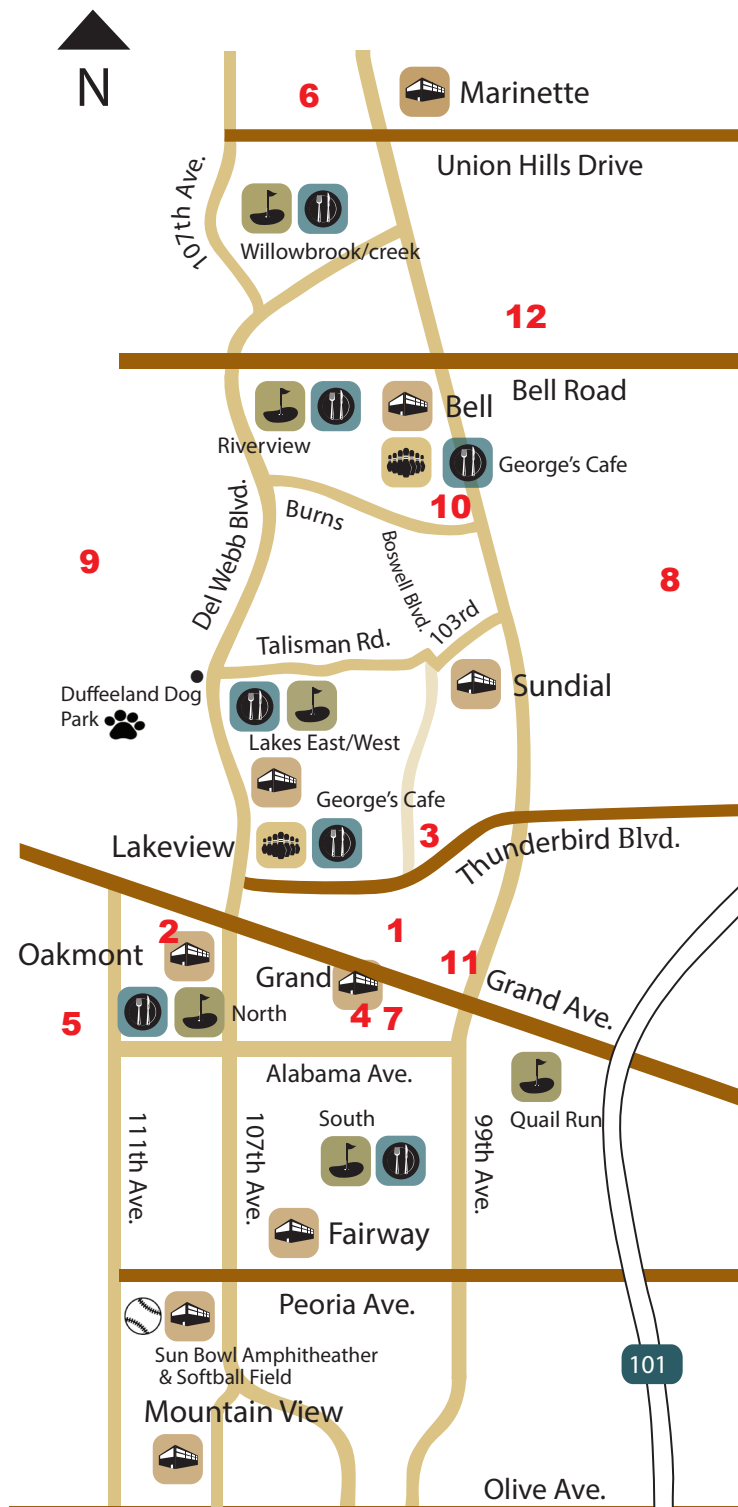 N
6
Marinette
Union Hills Drive
107th Ave.
Willowbrook/creek
12
Bell Road
Bell
Riverview
George's Cafe
10
Burns
Del Webb Blvd.
9
Boswell Blvd.
8
103rd
Talisman Rd.
Sundial
Duffeeland Dog
Park
Lakes East/West
George's Cafe
3
Lakeview
Thunderbird Blvd.
1
2
Oakmont
11
Grand
Grand Ave.
5
North
4
7
Alabama Ave.
111th Ave.
107th Ave.
South
99th Ave.
Quail Run
Fairway
Peoria Ave.
Sun Bowl Amphitheather
& Softball Field
101
Mountain View
Olive Ave.